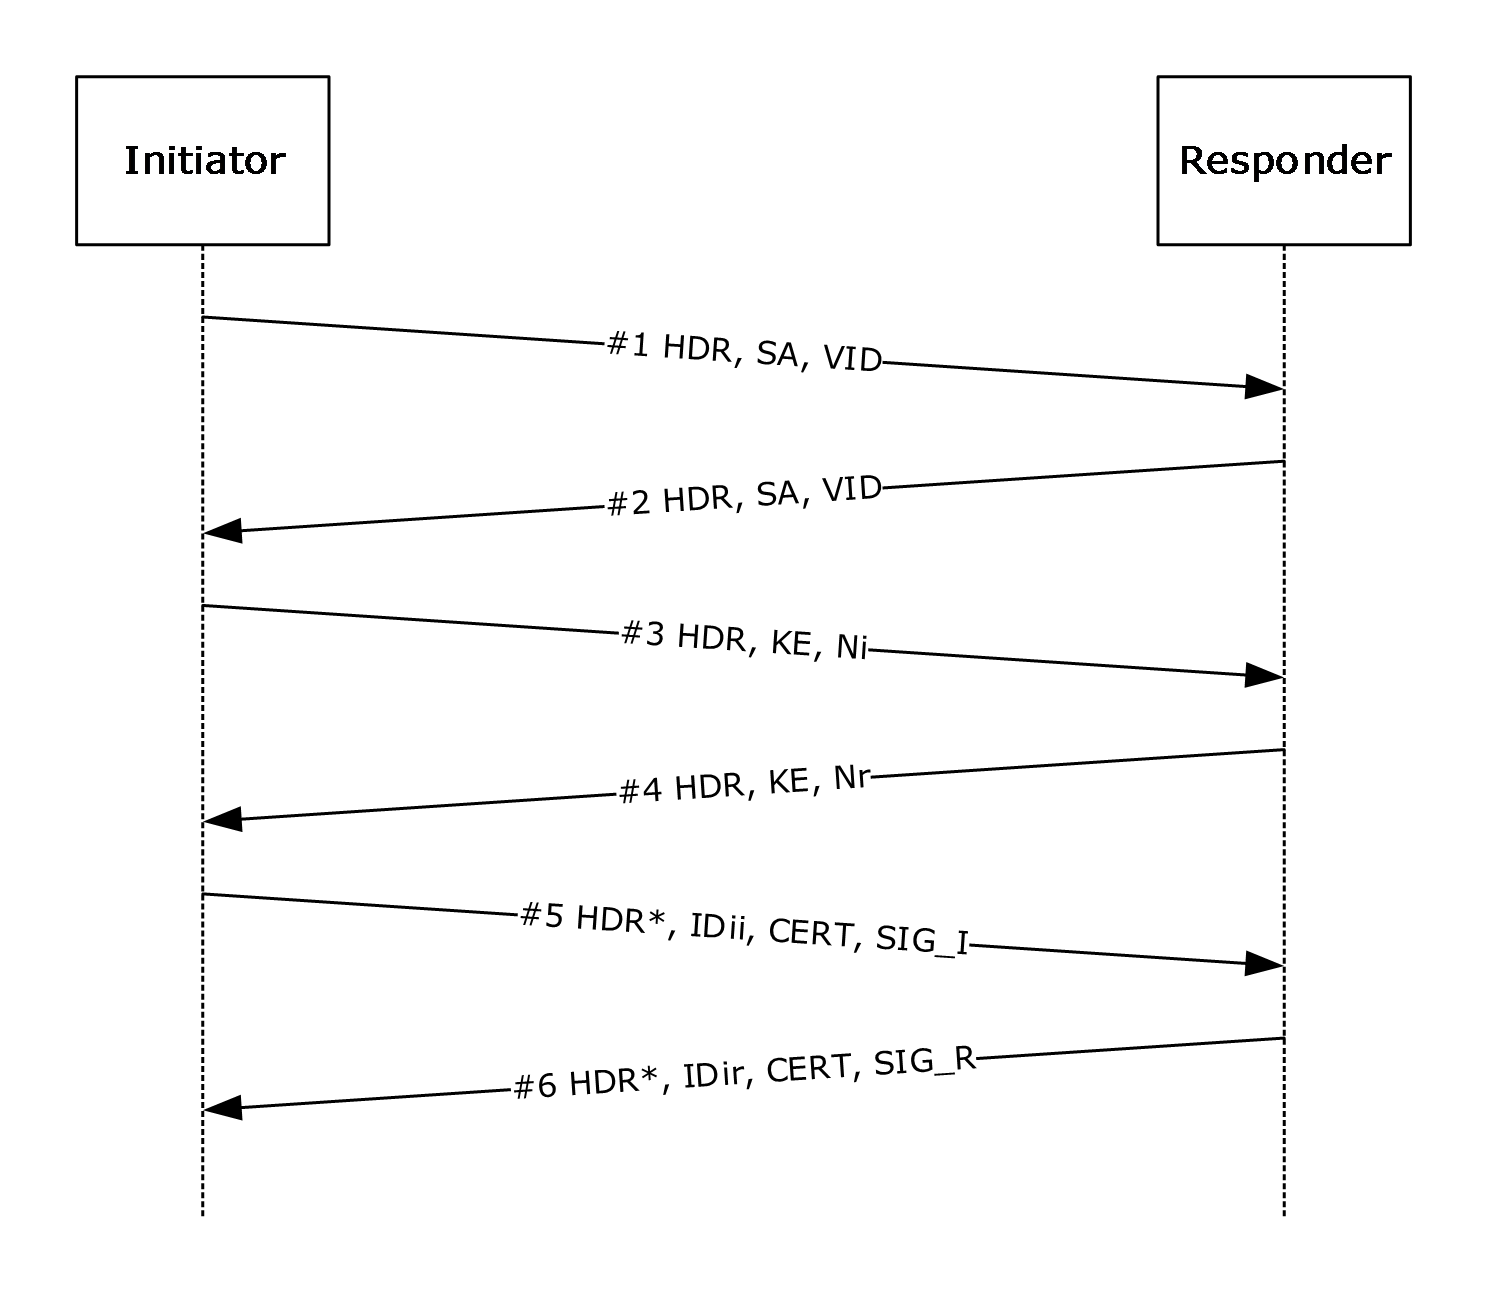 Initiator
Responder
#1 HDR, SA, VID
#2 HDR, SA, VID
#3 HDR, KE, Ni
#4 HDR, KE, Nr
#5 HDR*, IDii, CERT, SIG_I
#6 HDR*, IDir, CERT, SIG_R